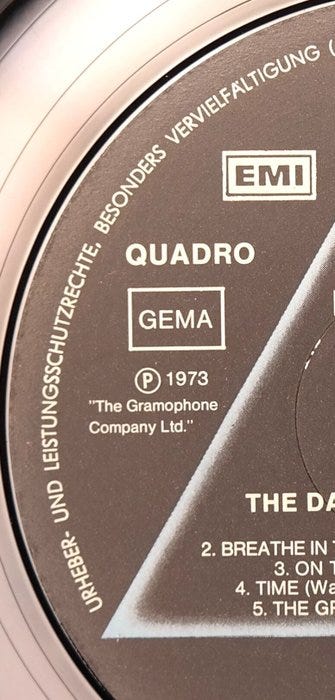 URHEBER- UND LEISTUNGSSCHUTZRECHTE, BESONDERS VERVIELFÄLTIGUNG (
EMI
QUADRO
GEMA
Ⓟ 1973
"The Gramophone
Company Ltd."
THE DA
2. BREATHE IN T
3. ON T
4. TIME (Wa
5. THE GR